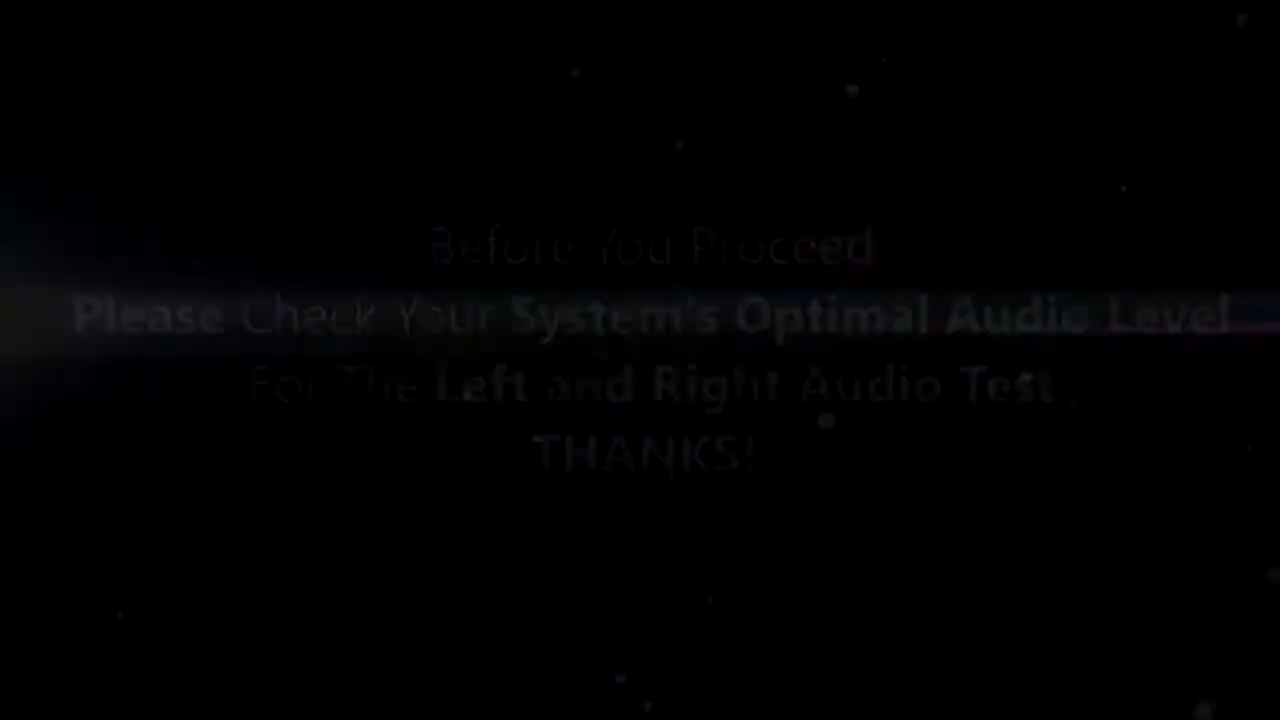 Before You Proceed
Please Check Your System's Optimal Audio Level
For The Left and Right Audio Test
THANKS!